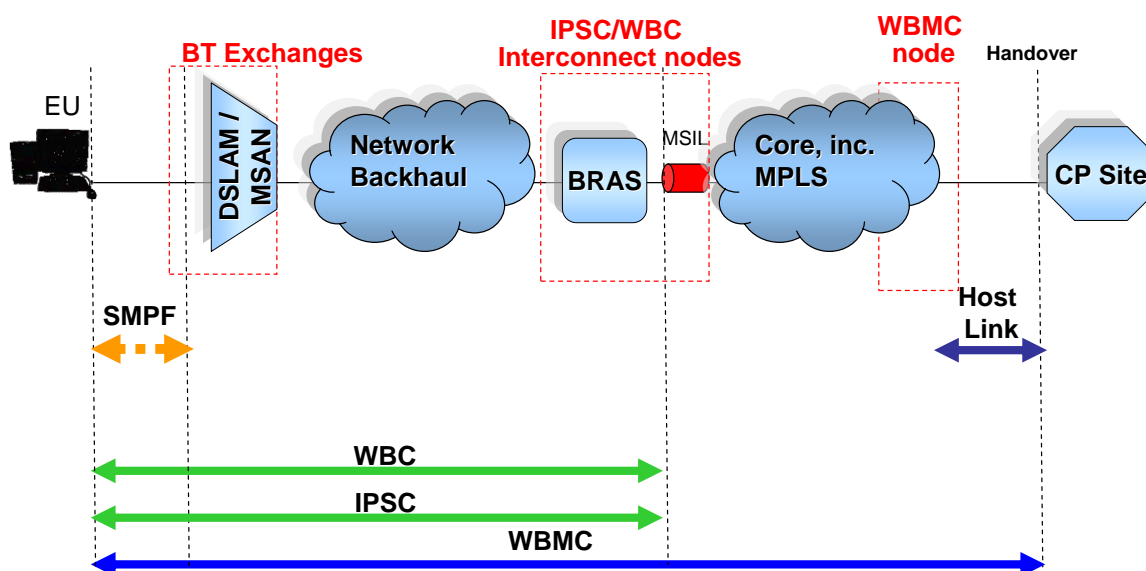 IPSC/WBC
Interconnect nodes
WBMC
node
BT Exchanges
Handover
EU
DSLAM /
MSAN
Network
Backhaul
BRAS
MSIL
Core, inc.
MPLS
CP Site
SMPF
Host
Link
WBC
IPSC
WBMC